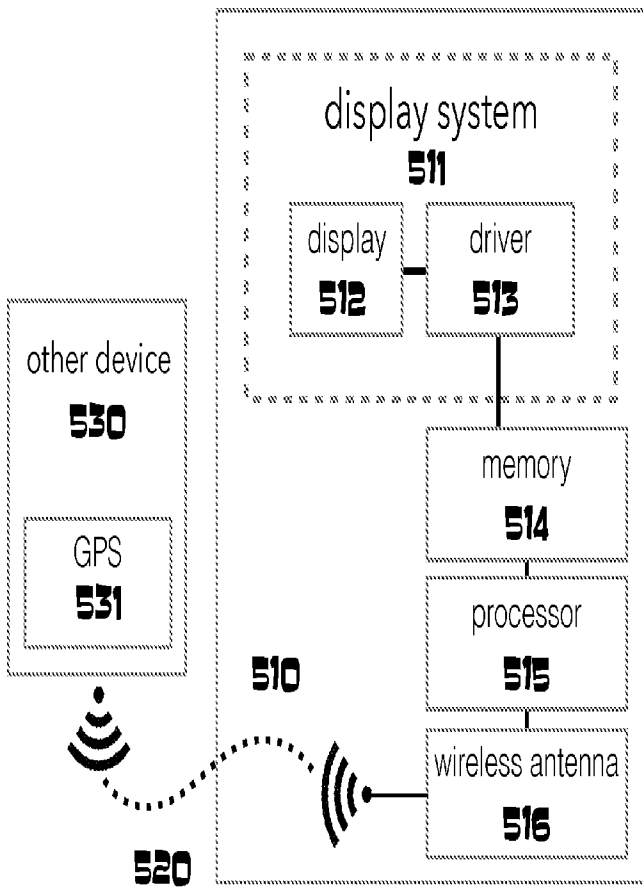 display system
511
display
512
driver
513
other device
530
GPS
531
memory
514
processor
515
510
wireless antenna
516
520